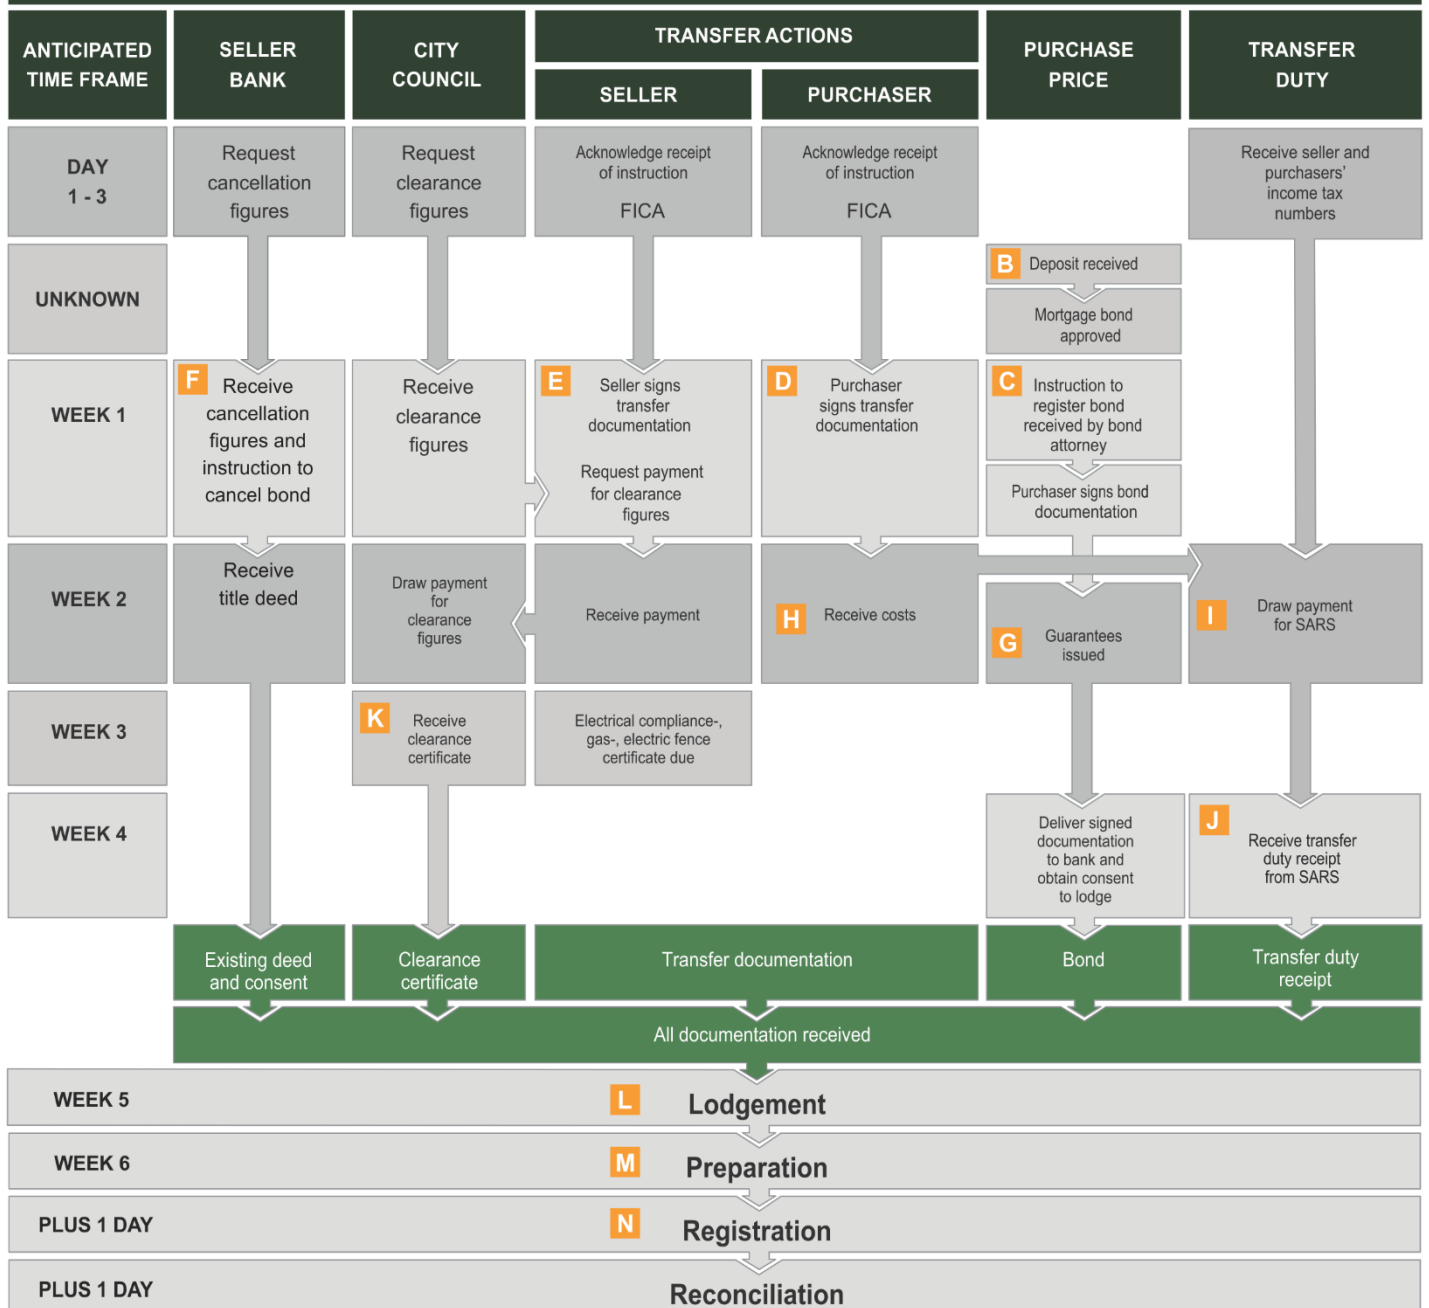 ANTICIPATED
TIME FRAME
SELLER
BANK
CITY
COUNCIL
TRANSFER ACTIONS
SELLER
PURCHASER
PURCHASE
PRICE
TRANSFER
DUTY
DAY
1 - 3
Request
cancellation
figures
Request
clearance
figures
Acknowledge receipt
of instruction
FICA
Acknowledge receipt
of instruction
FICA
Receive seller and
purchasers'
income tax
numbers
UNKNOWN
B
Deposit received
Mortgage bond
approved
WEEK 1
F
Receive
cancellation
figures and
instruction to
cancel bond
Receive
clearance
figures
E
Seller signs
transfer
documentation
Request payment
for clearance
figures
D
Purchaser
signs transfer
documentation
C
Instruction to
register bond
received by bond
attorney
Purchaser signs bond
documentation
WEEK 2
Receive
title deed
Draw payment
for
clearance
figures
Receive payment
H
Receive costs
G
Guarantees
issued
I
Draw payment
for SARS
WEEK 3
K
Receive
clearance
certificate
Electrical compliance-,
gas-, electric fence
certificate due
WEEK 4
Deliver signed
documentation
to bank and
obtain consent
to lodge
J
Receive transfer
duty receipt
from SARS
Existing deed
and consent
Clearance
certificate
Transfer documentation
Bond
Transfer duty
receipt
All documentation received
WEEK 5
L
Lodgement
WEEK 6
M
Preparation
PLUS 1 DAY
N
Registration
PLUS 1 DAY
Reconciliation